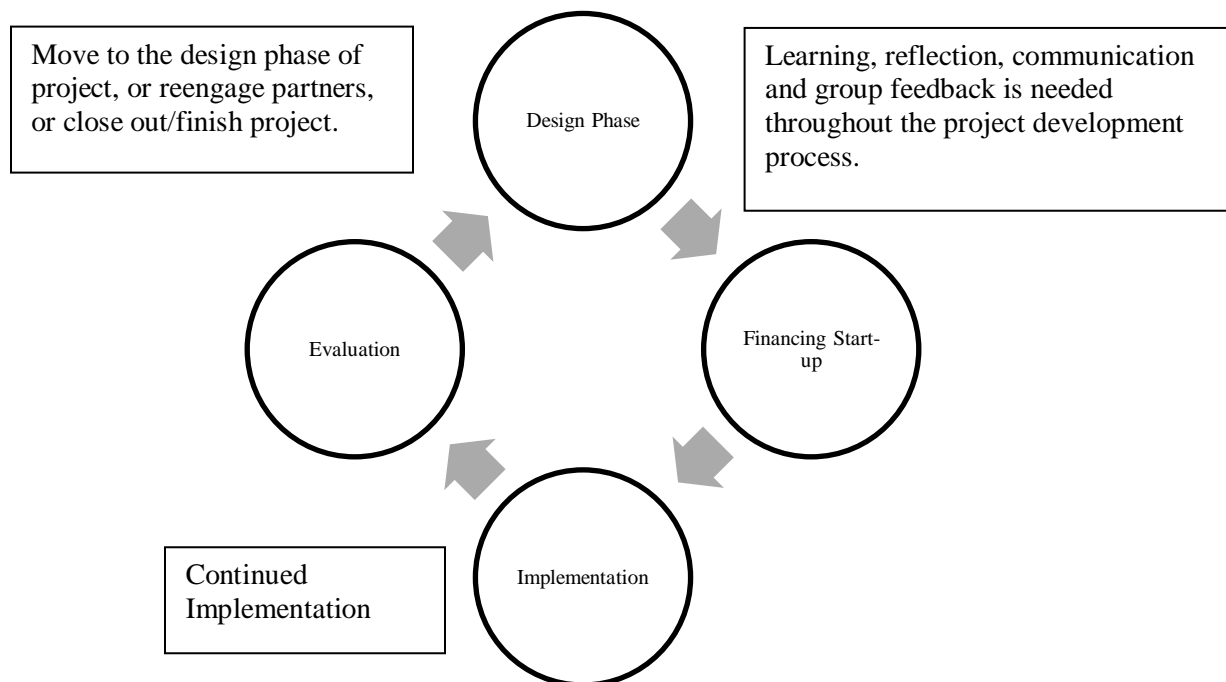 Move to the design phase of
project, or reengage partners,
or close out/finish project.
Design Phase
Learning, reflection, communication
and group feedback is needed
throughout the project development
process.
Evaluation
Financing Start-
up
Continued
Implementation
Implementation